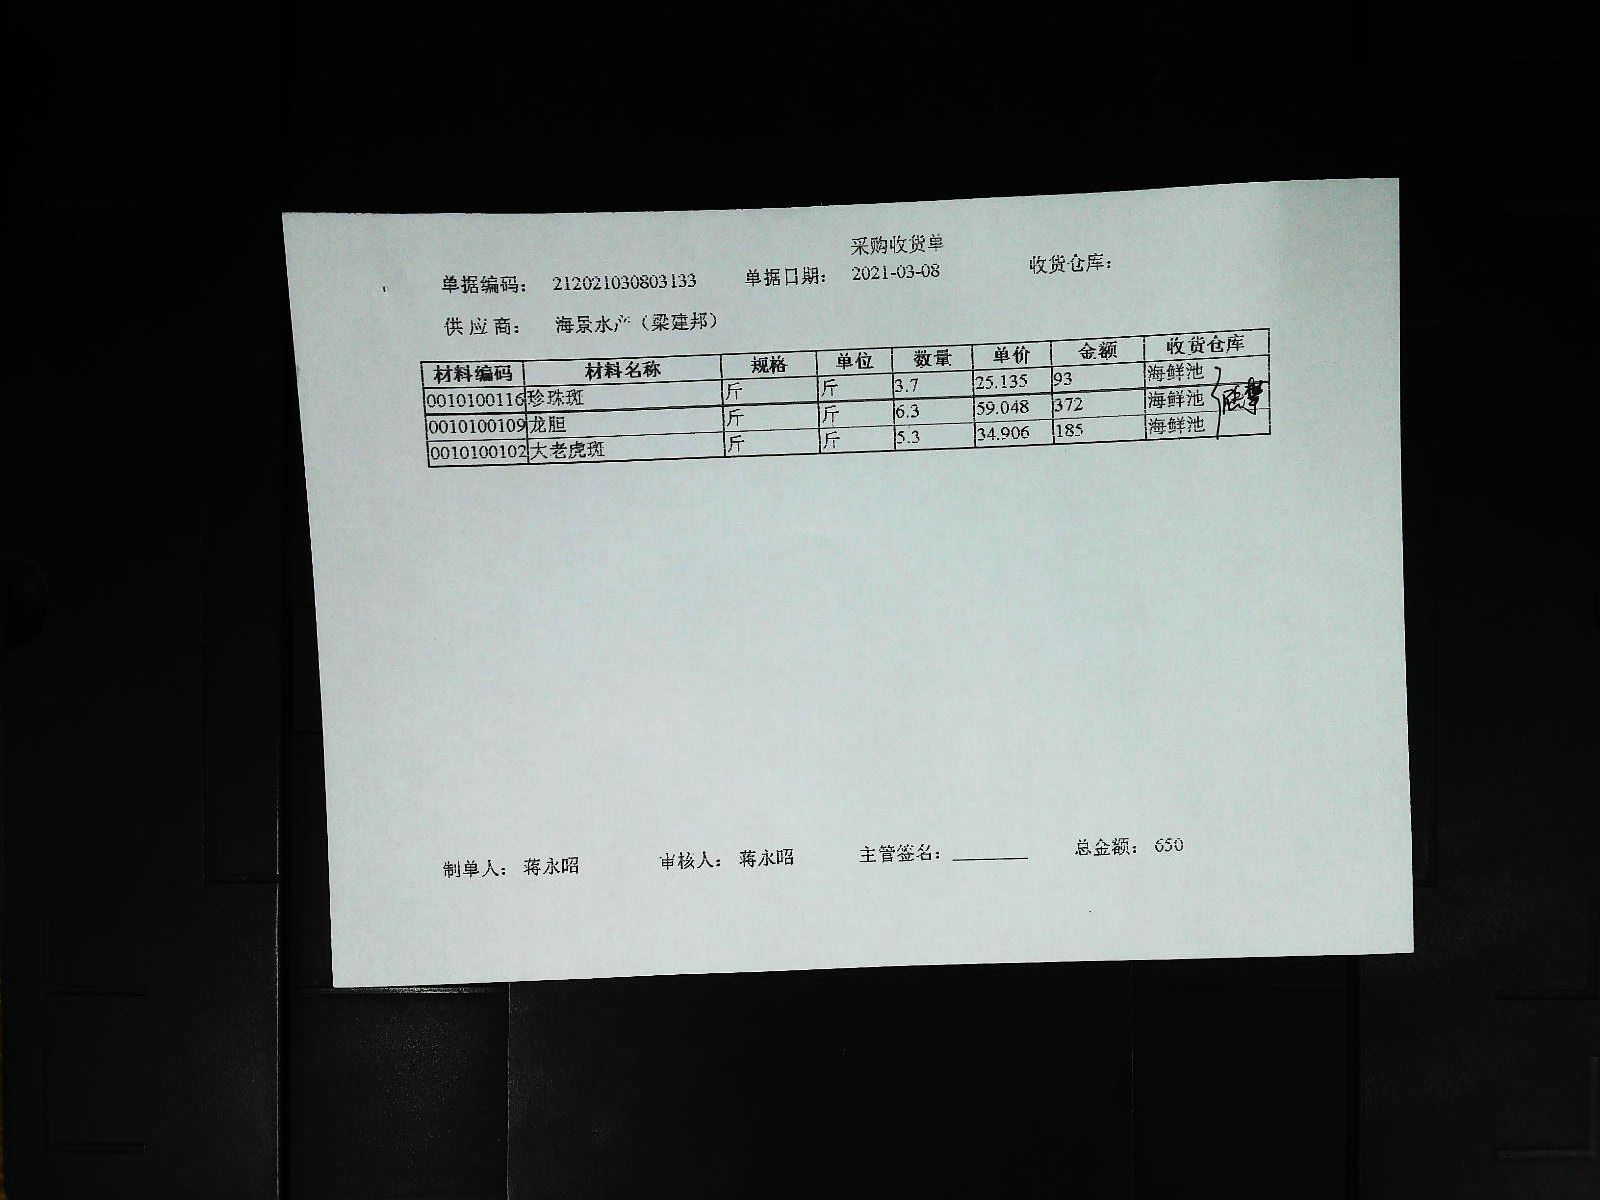 采购收货单
单据编码： 212021030803133 单据日期： 2021-03-08 收货仓库：
供应商： 海景水产（梁建邦）
材料编码 材料名称 规格 单位 数量 单价 金额 收货仓库
0010100116 珍珠斑 斤 斤 3.7 25.135 93 海鲜池
0010100109 龙胆 斤 斤 6.3 59.048 372 海鲜池
0010100102 大老虎斑 斤 斤 5.3 34.906 185 海鲜池
制单人： 蒋永昭 审核人： 蒋永昭 主管签名： 总金额： 650